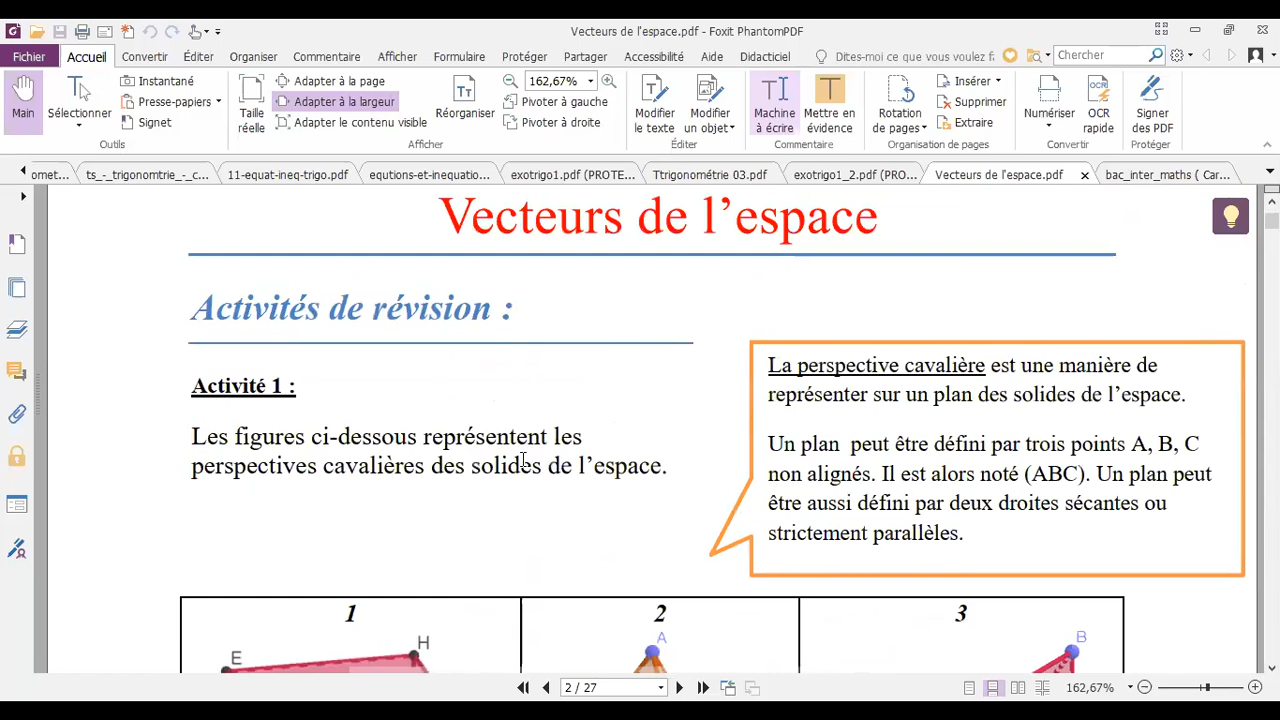 Vecteurs de l'espace.pdf - Foxit PhantomPDF
Fichier Accueil Convertir Éditer Organiser Commentaire Afficher Formulaire Protéger Partager Accessibilité Aide Didacticiel Dites-moi ce que vous voulez f Chercher
Main
Sélectionner
Instantané
Presse-papiers
Signet
Outils
Taille réelle
Adapter à la page
Adapter à la largeur
Adapter le contenu visible
Réorganiser
162,67%
Pivoter à gauche
Pivoter à droite
Afficher
Modifier le texte
Modifier un objet
Éditer
Machine à écrire
Mettre en évidence
Commentaire
Rotation de pages
Insérer
Supprimer
Extraire
Organisation de pages
Numériser
OCR rapide
Convertir
Signer des PDF
Protéger
omet... ts_-_trigonomtrie_-_c... 11-equat-ineq-trigo.pdf equtions-et-inequatio... exotrigo1.pdf (PROTE... Ttrigonométrie 03.pdf exotrigo1_2.pdf (PRO... Vecteurs de l'espace.pdf bac_inter_maths ( Car...
Vecteurs de l’espace
Activités de révision :
Activité 1 :
Les figures ci-dessous représentent les
perspectives cavalières des solides de l’espace.
La perspective cavalière est une manière de
représenter sur un plan des solides de l’espace.
Un plan peut être défini par trois points A, B, C
non alignés. Il est alors noté (ABC). Un plan peut
être aussi défini par deux droites sécantes ou
strictement parallèles.
1 2 3
E H A B
2 / 27
162,67%